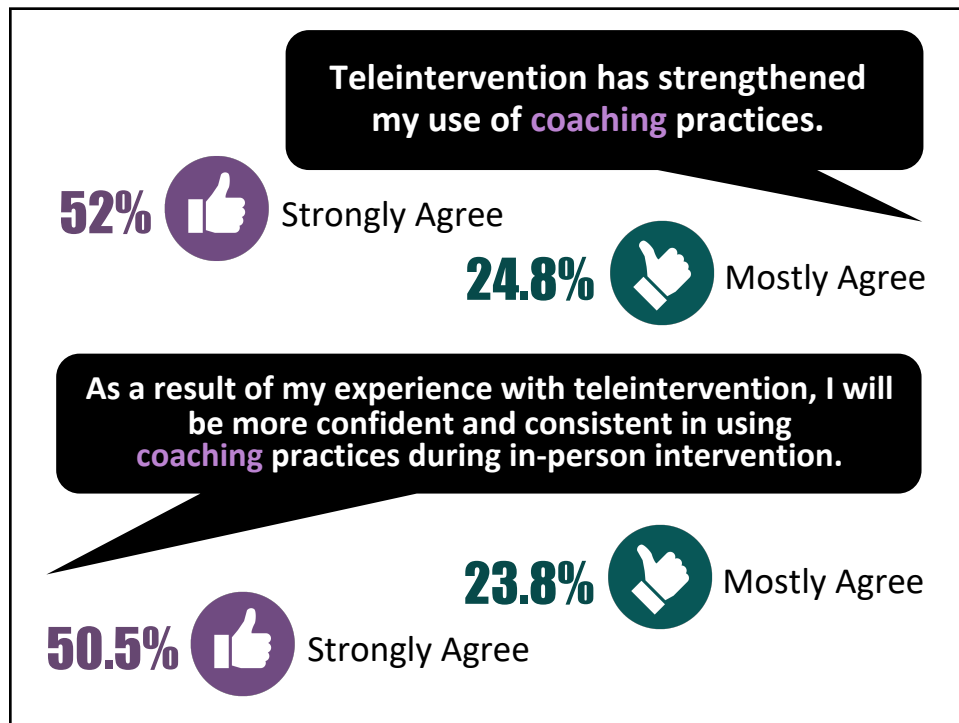 Teleintervention has strengthened
my use of coaching practices.
52%
Strongly Agree
24.8%
Mostly Agree
As a result of my experience with teleintervention, I will
be more confident and consistent in using
coaching practices during in-person intervention.
23.8%
Mostly Agree
50.5%
Strongly Agree